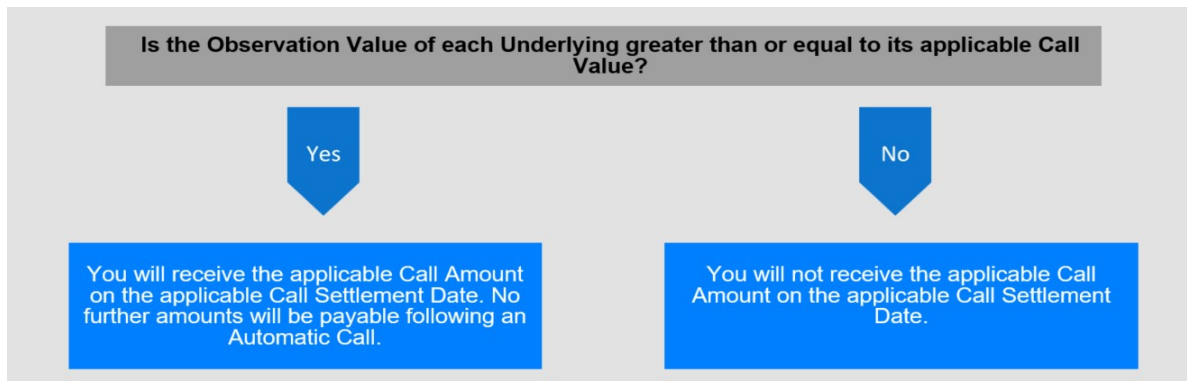 Is the Observation Value of each Underlying greater than or equal to its applicable Call
Value?
Yes
No
You will receive the applicable Call Amount
on the applicable Call Settlement Date. No
further amounts will be payable following an
Automatic Call.
You will not receive the applicable Call
Amount on the applicable Call Settlement
Date.